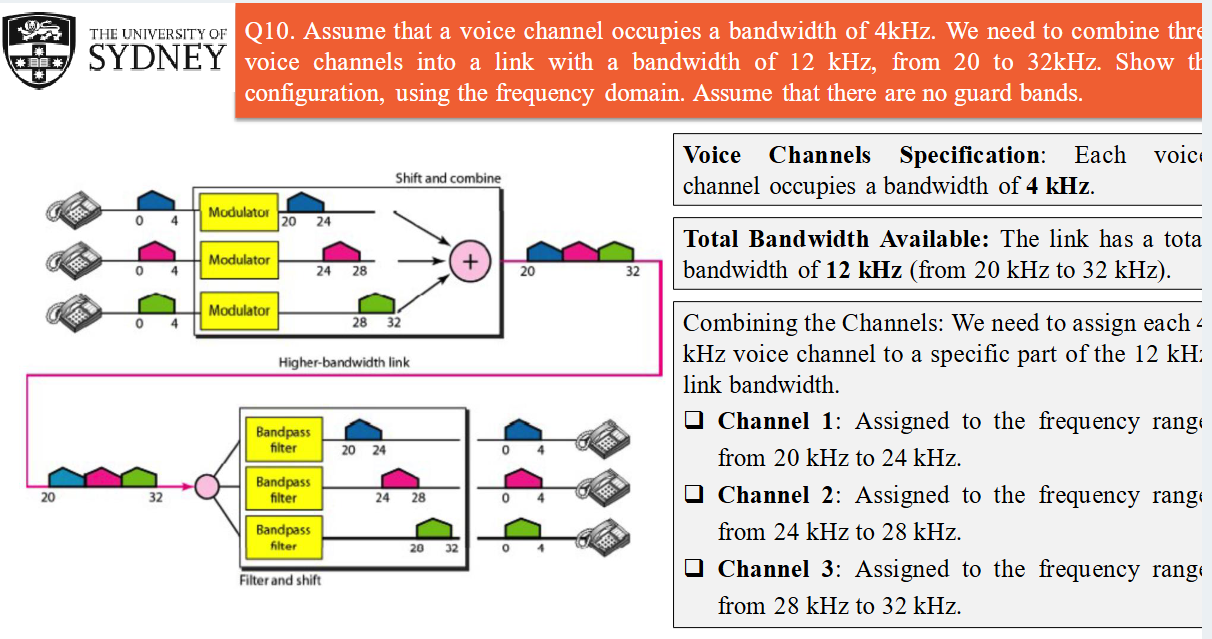 THE UNIVERSITY OF
SYDNEY
Q10. Assume that a voice channel occupies a bandwidth of 4kHz. We need to combine
voice channels into a link with a bandwidth of 12 kHz, from 20 to 32kHz. Show
configuration, using the frequency domain. Assume that there are no guard bands.
Shift and combine
Modulator
0 4
20 24
Modulator
0 4
24 28
+
20 32
Modulator
0 4
28 32
Higher-bandwidth link
Bandpass
filter
20 24
0 4
Bandpass
filter
24 28
0 4
20 32
Bandpass
filter
28 32
0 4
Filter and shift
Voice Channels Specification: Each voice
channel occupies a bandwidth of 4 kHz.
Total Bandwidth Available: The link has a
bandwidth of 12 kHz (from 20 kHz to 32 kHz).
Combining the Channels: We need to assign each 4
kHz voice channel to a specific part of the 12 kHz
link bandwidth.
❑ Channel 1: Assigned to the frequency range
from 20 kHz to 24 kHz.
❑ Channel 2: Assigned to the frequency range
from 24 kHz to 28 kHz.
❑ Channel 3: Assigned to the frequency range
from 28 kHz to 32 kHz.